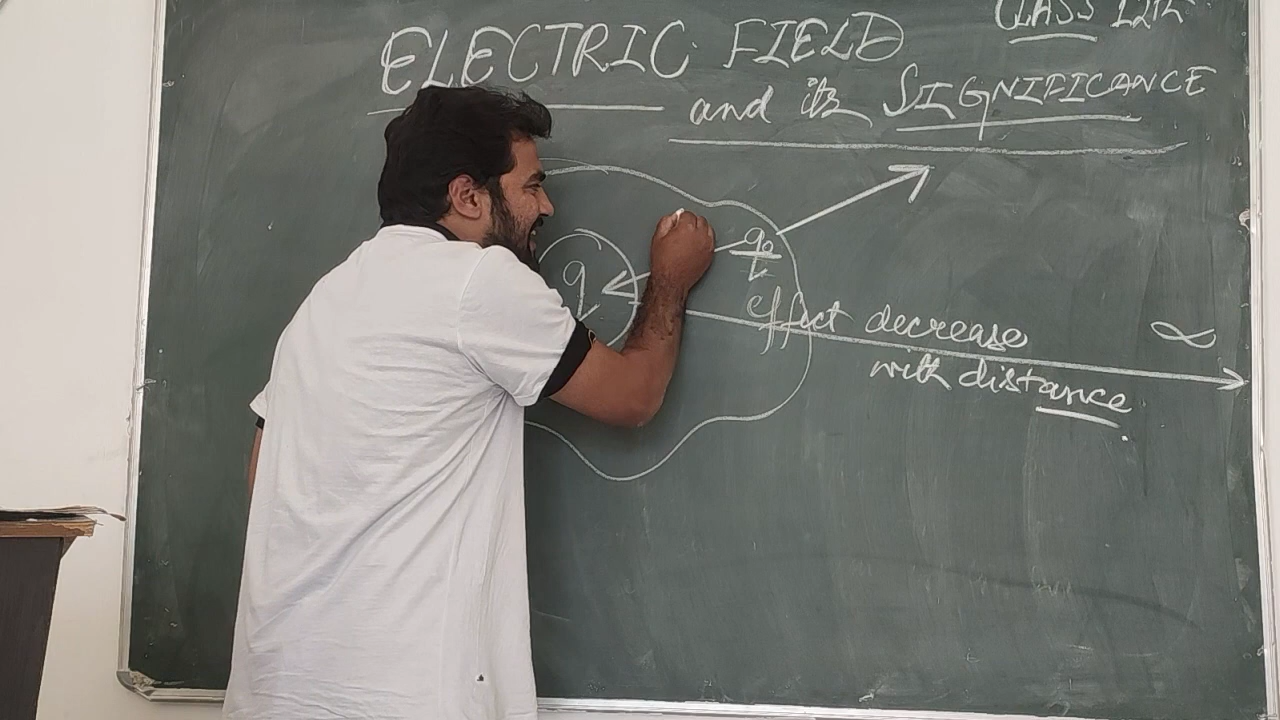 CLASS 12th
ELECTRIC FIELD
and its SIGNIFICANCE
q0
q
effect decrease ∝
with distance